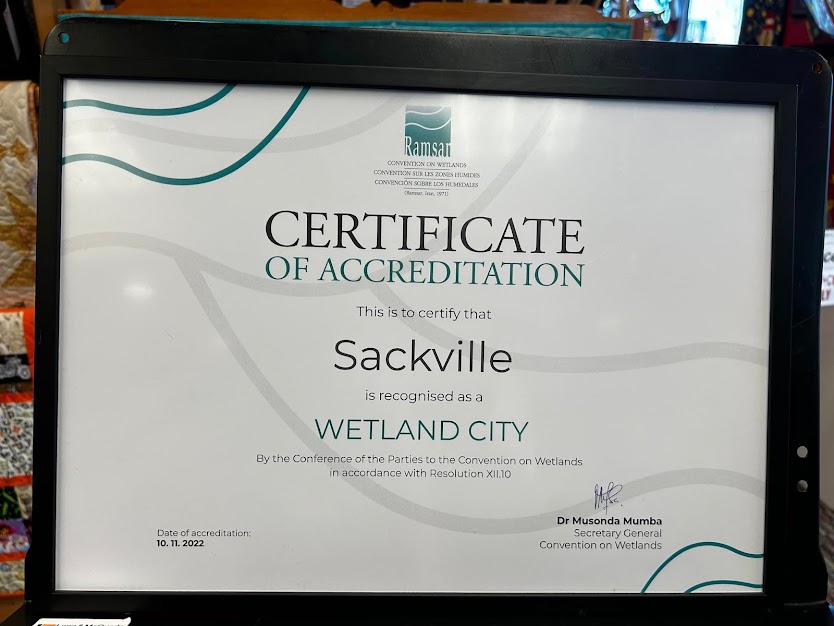 Ramsar
CONVENTION ON WETLANDS
CONVENTION SUR LES ZONES HUMIDES
CONVENCIÓN SOBRE LOS HUMEDALES
(Ramsar, Iran, 1971)
CERTIFICATE
OF ACCREDITATION
This is to certify that
Sackville
is recognised as a
WETLAND CITY
By the Conference of the Parties to the Convention on Wetlands
in accordance with Resolution XII.10
Dr Musonda Mumba
Secretary General
Convention on Wetlands
Date of accreditation:
10. 11. 2022